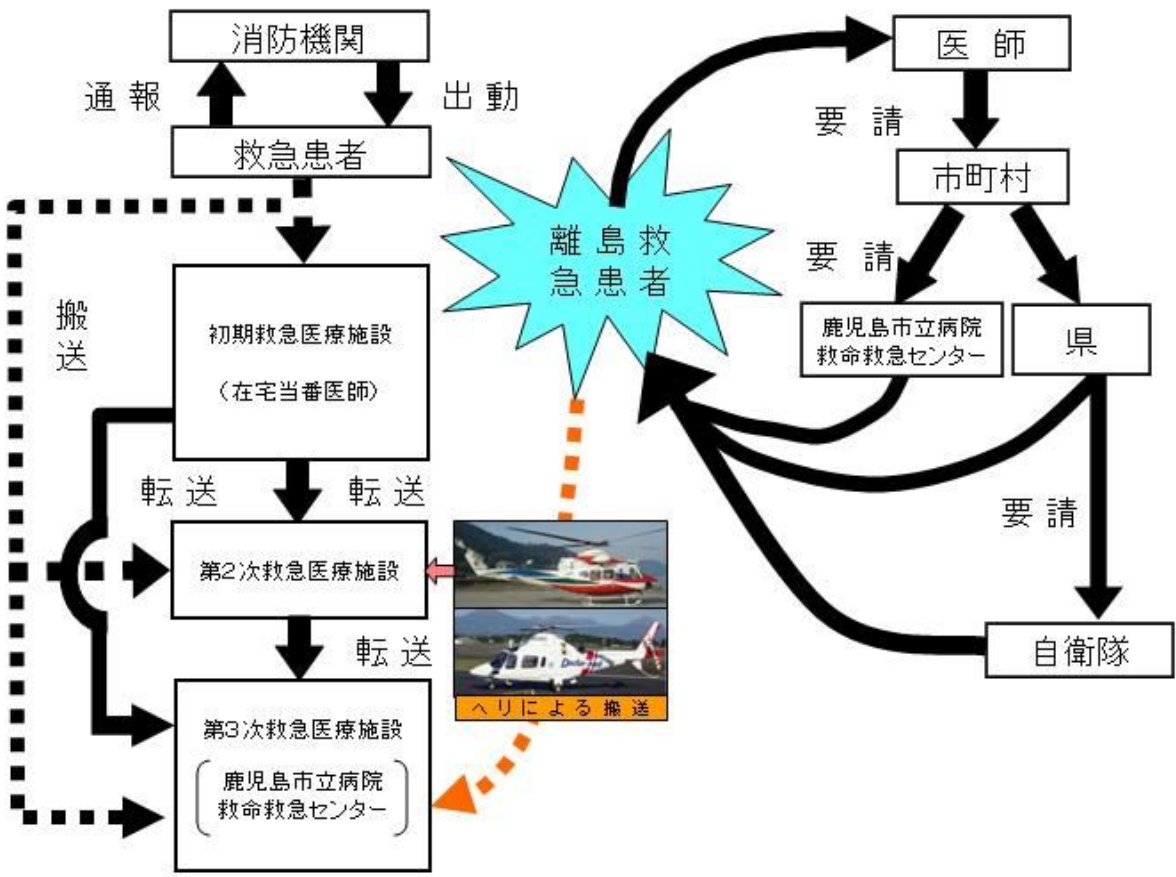 消防機関
通報
出動
救急患者
搬送
初期救急医療施設
（在宅当番医師）
転送
転送
第2次救急医療施設
転送
第3次救急医療施設
鹿児島市立病院
救命救急センター
離島救
急患者
ヘリによる搬送
医師
要請
市町村
要請
鹿児島市立病院
救命救急センター
県
要請
自衛隊